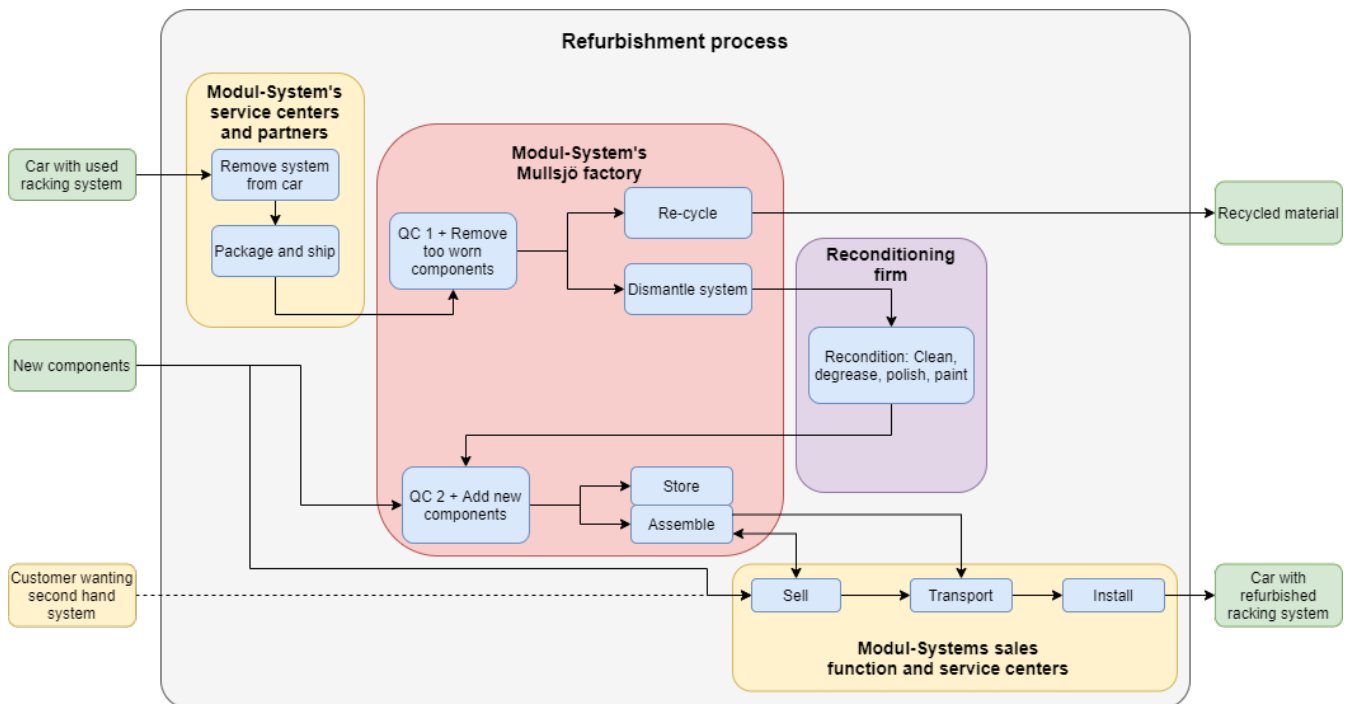 Refurbishment process
Modul-System's
service centers
and partners
Car with used
racking system
Remove system
from car
Package and ship
Modul-System's
Mullsjö factory
QC 1 + Remove
too worn
components
Re-cycle
Dismantle system
Recycled material
Reconditioning
firm
Recondition: Clean,
degrease, polish, paint
New components
QC 2 + Add new
components
Store
Assemble
Customer wanting
second hand
system
Sell
Transport
Install
Car with
refurbished
racking system
Modul-Systems sales
function and service centers